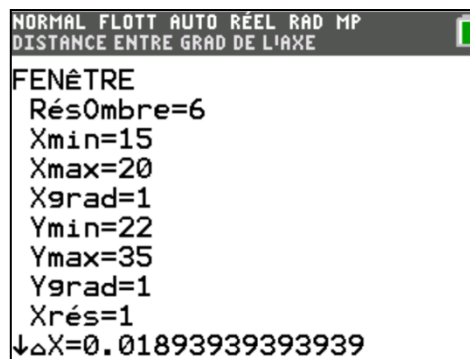 NORMAL FLOTT AUTO RÉEL RAD MP
DISTANCE ENTRE GRAD DE L'AXE
FENÊTRE
RésOmbre=6
Xmin=15
Xmax=20
Xgrad=1
Ymin=22
Ymax=35
Ygrad=1
Xrés=1
↓△X=0.01893939393939